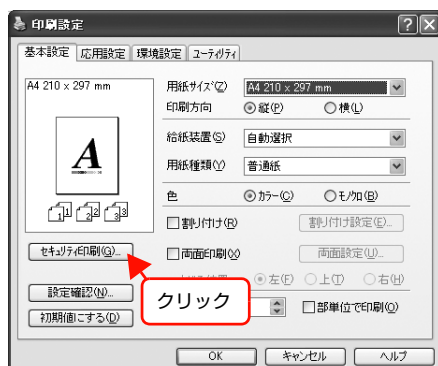 印刷設定
基本設定 応用設定 環境設定 ユーティリティ
A4 210 x 297 mm
用紙サイズ(Z) A4 210 x 297 mm
印刷方向 縦(P) 横(L)
給紙装置(S) 自動選択
用紙種類(Y) 普通紙
A
色 カラー(C) モノクロ(B)
1 1 2 2 3 3
割り付け(R) 割り付け設定(E)...
セキュリティ印刷(G)...
両面印刷(X) 両面設定(U)...
左(F) 上(T) 右(H)
クリック
設定確認(N)...
部単位で印刷(O)
初期値にする(D)
OK キャンセル ヘルプ